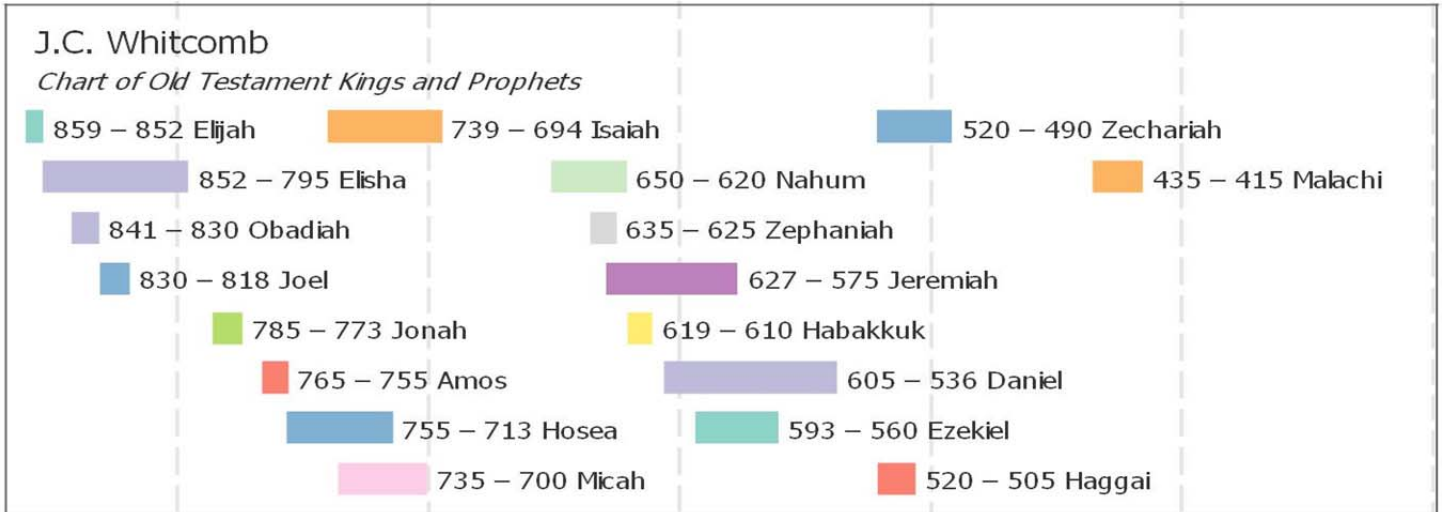 J.C. Whitcomb
Chart of Old Testament Kings and Prophets
859 – 852 Elijah
739 – 694 Isaiah
520 – 490 Zechariah
852 – 795 Elisha
650 – 620 Nahum
435 – 415 Malachi
841 – 830 Obadiah
635 – 625 Zephaniah
830 – 818 Joel
627 – 575 Jeremiah
785 – 773 Jonah
619 – 610 Habakkuk
765 – 755 Amos
605 – 536 Daniel
755 – 713 Hosea
593 – 560 Ezekiel
735 – 700 Micah
520 – 505 Haggai